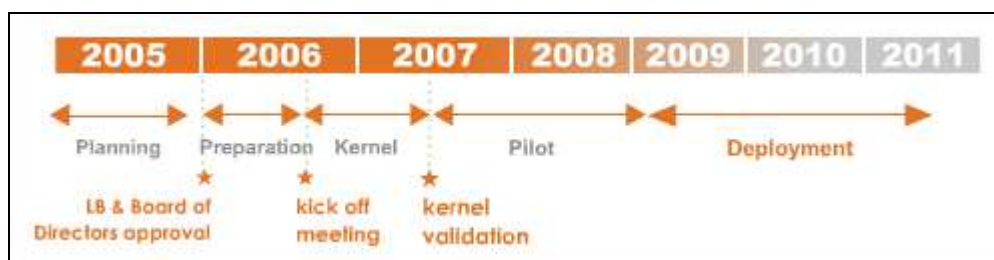 2005 2006 2007 2008 2009 2010 2011
Planning Preparation Kernel Pilot Deployment
LB & Board of
Directors approval
kick off
meeting
kernel
validation